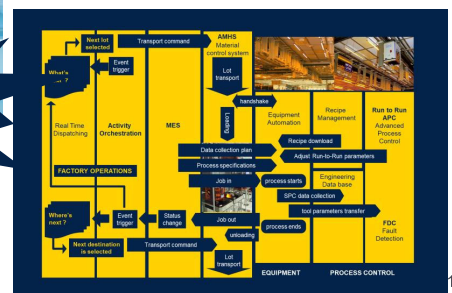 Next lot
selected
Transport command
AMHS
Material
control system
Event
trigger
What's
Lot
transport
handshake
Real Time
Dispatching
Activity
Orchestration
MES
Loading
Equipment
Automation
Recipe
Management
Run to Run
APC
Advanced
Process
Control
Recipe download
Data collection plan
Adjust Run-to-Run parameters
FACTORY OPERATIONS
Process specifications
Engineering
Data base
Job in
process starts
SPC data collection
Where's
next ?
Event
trigger
Status
change
Job out
tool parameters transfer
process ends
FDC
Fault
Detection
unloading
Next destination
is selected
Transport command
Lot
transport
EQUIPMENT
PROCESS CONTROL
1